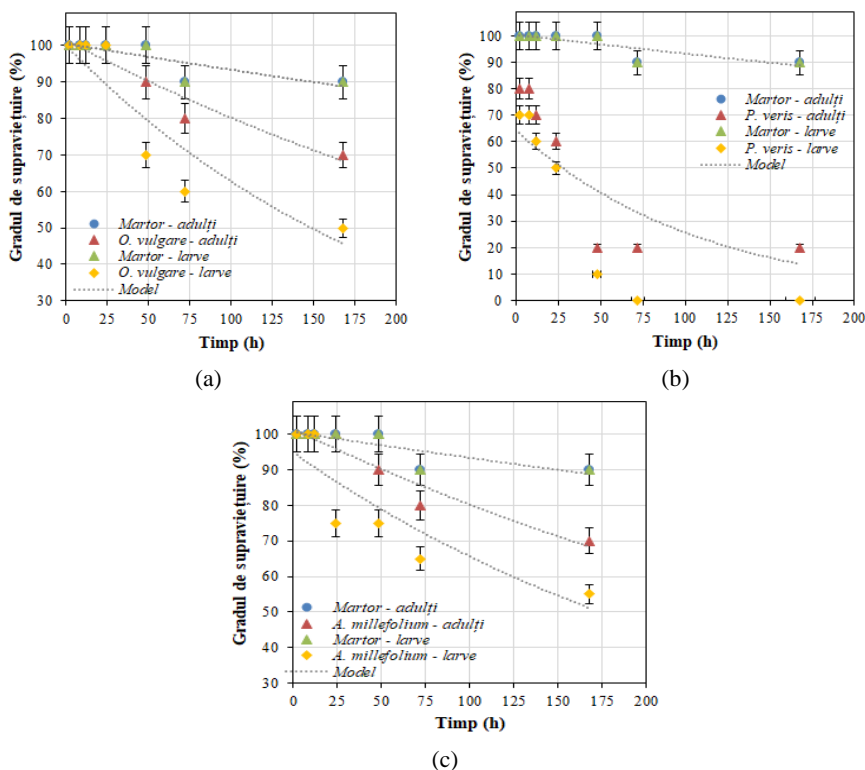 Gradul de supraviețuire (%)
100
90
80
70
60
50
40
30
Martor - adulți
O. vulgare - adulți
Martor - larve
O. vulgare - larve
Model
0 25 50 75 100 125 150 175 200
Timp (h)
(a)
Gradul de supraviețuire (%)
100
90
80
70
60
50
40
30
20
10
0
Martor - adulți
P. veris - adulți
Martor - larve
P. veris - larve
Model
0 25 50 75 100 125 150 175 200
Timp (h)
(b)
Gradul de supraviețuire (%)
100
90
80
70
60
50
40
30
Martor - adulți
A. millefolium - adulți
Martor - larve
A. millefolium - larve
Model
0 25 50 75 100 125 150 175 200
Timp (h)
(c)